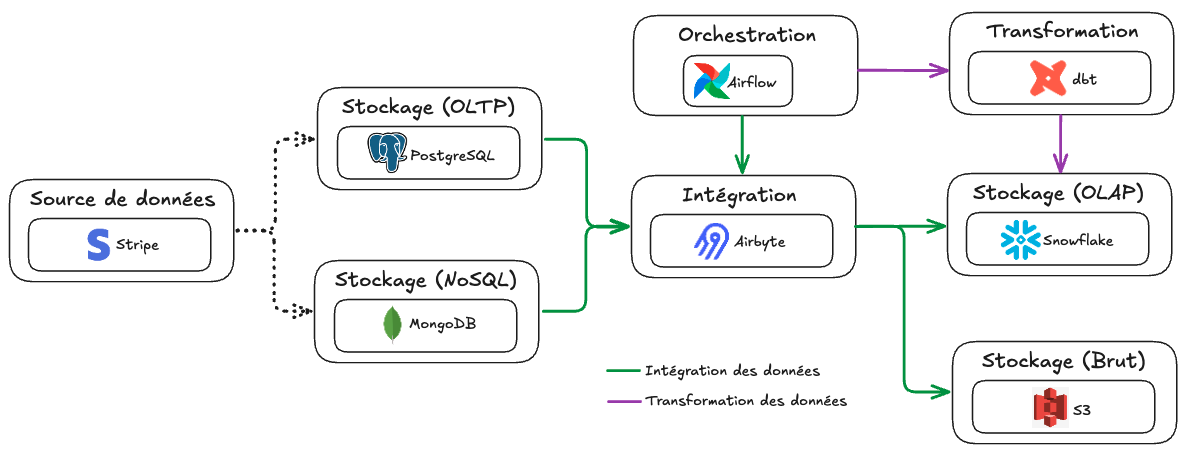 Source de données
Stripe
Stockage (OLTP)
PostgreSQL
Stockage (NoSQL)
MongoDB
Orchestration
Airflow
Intégration
Airbyte
Transformation
dbt
Stockage (OLAP)
Snowflake
Stockage (Brut)
S3
Intégration des données
Transformation des données